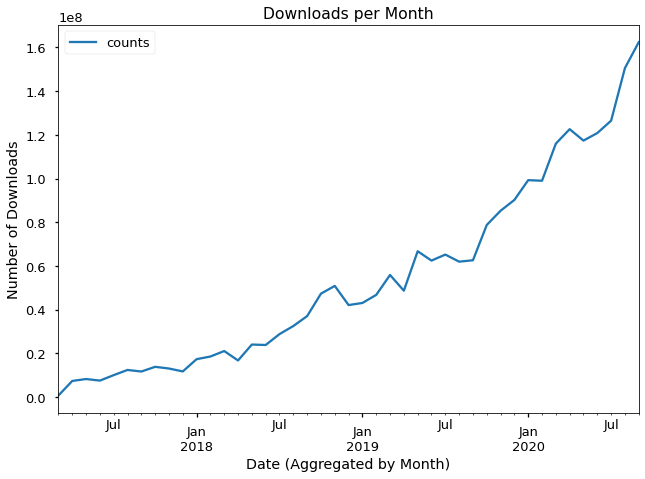 Downloads per Month
1e8
counts
1.6
1.4
1.2
1.0
0.8
0.6
0.4
0.2
0.0
Number of Downloads
Jul Jan Jul Jan Jul Jan Jul
2018 2019 2020
Date (Aggregated by Month)